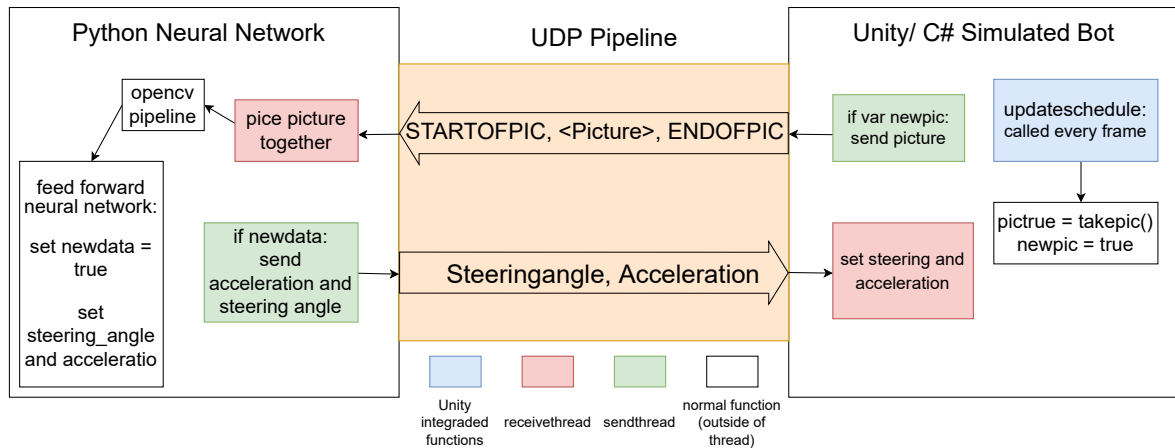 Python Neural Network
UDP Pipeline
Unity/ C# Simulated Bot
opencv
pipeline
pice picture
together
STARTOFPIC, <Picture>, ENDOFPIC
if var newpic:
send picture
updateschedule:
called every frame
feed forward
neural network:
set newdata =
true
set
steering_angle
and acceleratio
if newdata:
send
acceleration and
steering angle
Steeringangle, Acceleration
set steering and
acceleration
pictrue = takepic()
newpic = true
Unity
integraded
functions
receivethread
sendthread
normal function
(outside of
thread)